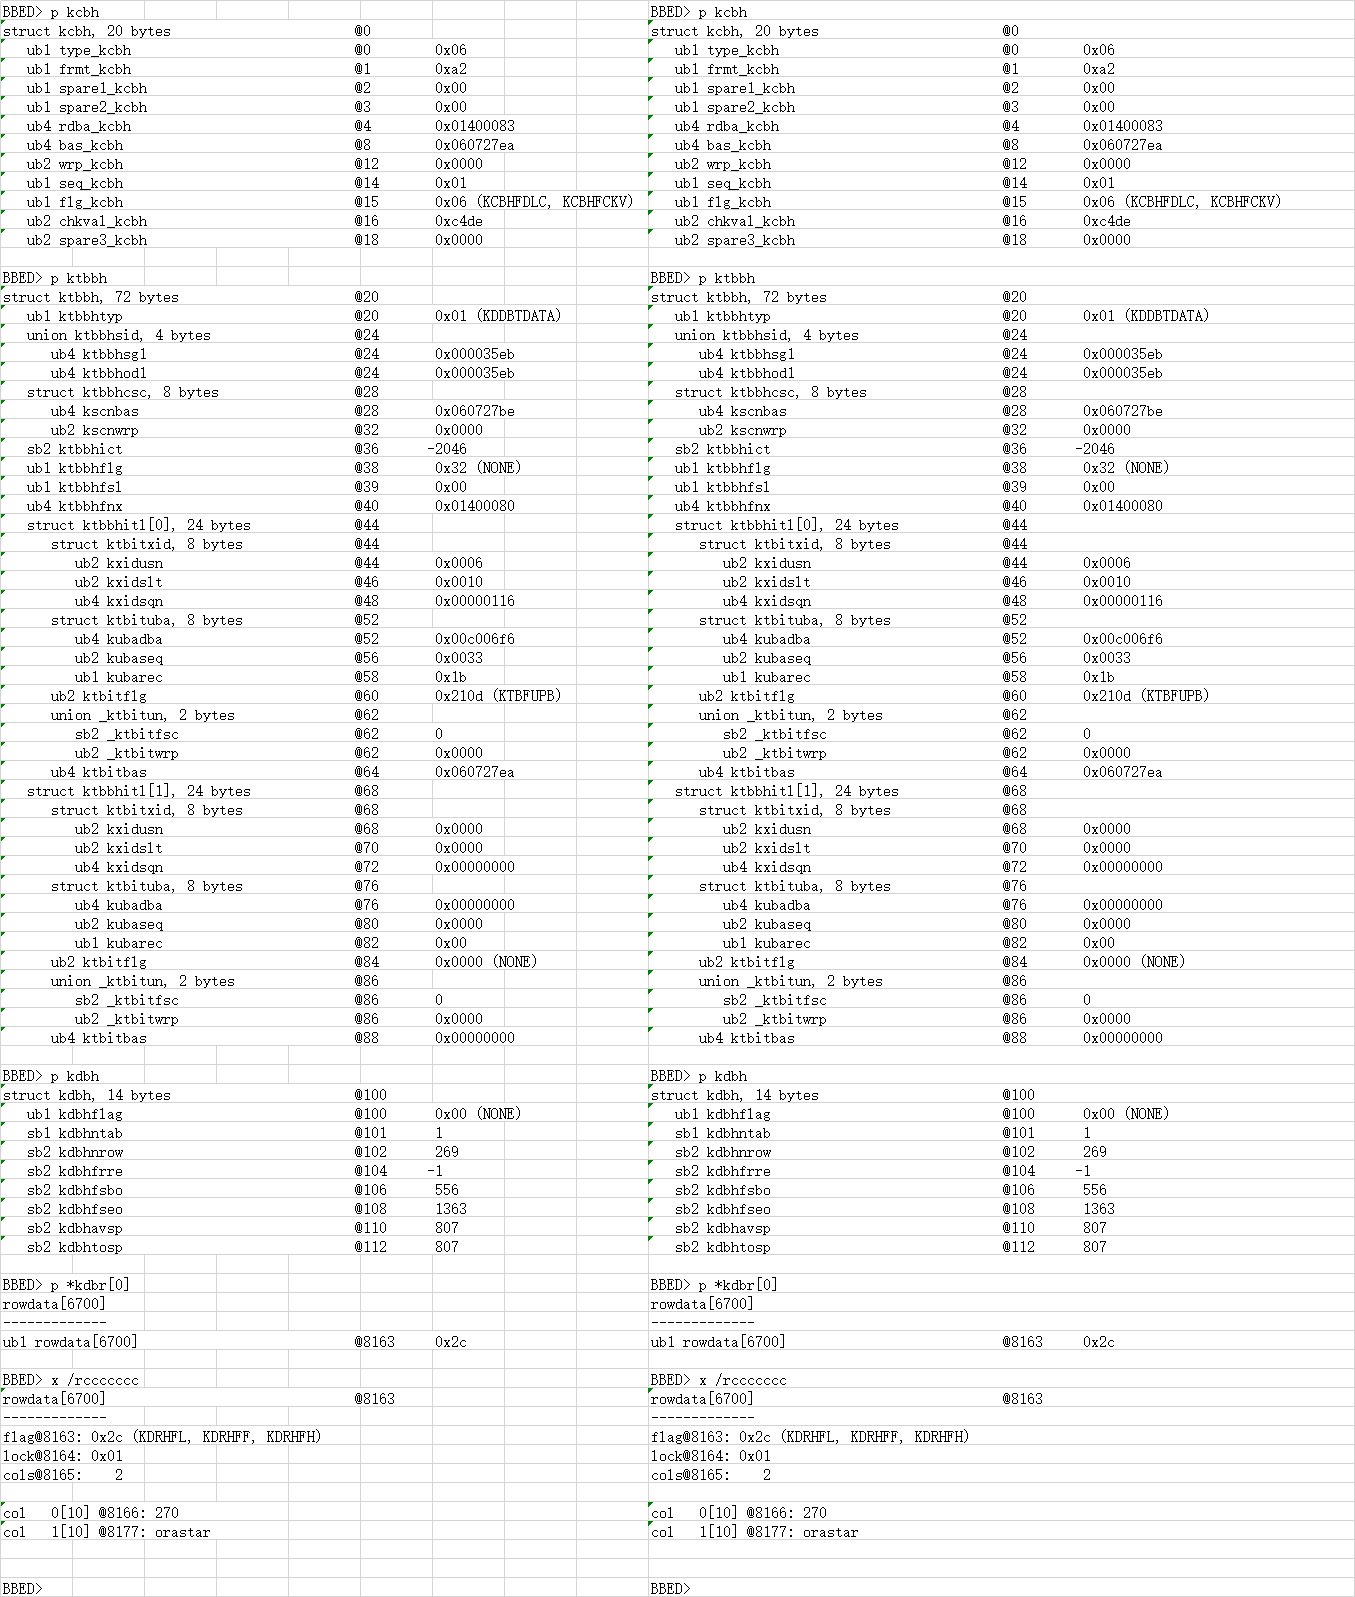 BBED> p kcbh
struct kcbh, 20 bytes @0
ub1 type_kcbh @0 0x06
ub1 frmt_kcbh @1 0xa2
ub1 spare1_kcbh @2 0x00
ub1 spare2_kcbh @3 0x00
ub4 rdba_kcbh @4 0x01400083
ub4 bas_kcbh @8 0x060727ea
ub2 wrp_kcbh @12 0x0000
ub1 seq_kcbh @14 0x01
ub1 flg_kcbh @15 0x06 (KCBHFDLC, KCBHFCKV)
ub2 chkval_kcbh @16 0xc4de
ub2 spare3_kcbh @18 0x0000
BBED> p ktbbh
struct ktbbh, 72 bytes @20
ub1 ktbbhtyp @20 0x01 (KDDBTDATA)
union ktbbhsid, 4 bytes @24
ub4 ktbbhsg1 @24 0x000035eb
ub4 ktbbhod1 @24 0x000035eb
struct ktbbhcsc, 8 bytes @28
ub4 kscnbas @28 0x060727be
ub2 kscnwrp @32 0x0000
sb2 ktbbhict @36 -2046
ub1 ktbbhflg @38 0x32 (NONE)
ub1 ktbbhfsl @39 0x00
ub4 ktbbhfnx @40 0x01400080
struct ktbbhitl[0], 24 bytes @44
struct ktbitxid, 8 bytes @44
ub2 kxidusn @44 0x0006
ub2 kxidslt @46 0x0010
ub4 kxidsqn @48 0x00000116
struct ktbituba, 8 bytes @52
ub4 kubadba @52 0x00c006f6
ub2 kubaseq @56 0x0033
ub1 kubarec @58 0x1b
ub2 ktbitflg @60 0x210d (KTBFUPB)
union _ktbitun, 2 bytes @62
sb2 _ktbitfsc @62 0
ub2 _ktbitwrp @62 0x0000
ub4 ktbitbas @64 0x060727ea
struct ktbbhitl[1], 24 bytes @68
struct ktbitxid, 8 bytes @68
ub2 kxidusn @68 0x0000
ub2 kxidslt @70 0x0000
ub4 kxidsqn @72 0x00000000
struct ktbituba, 8 bytes @76
ub4 kubadba @76 0x00000000
ub2 kubaseq @80 0x0000
ub1 kubarec @82 0x00
ub2 ktbitflg @84 0x0000 (NONE)
union _ktbitun, 2 bytes @86
sb2 _ktbitfsc @86 0
ub2 _ktbitwrp @86 0x0000
ub4 ktbitbas @88 0x00000000
BBED> p kdbh
struct kdbh, 14 bytes @100
ub1 kdbhflag @100 0x00 (NONE)
sb1 kdbhntab @101 1
sb2 kdbhnrow @102 269
sb2 kdbhfrre @104 -1
sb2 kdbhfsbo @106 556
sb2 kdbhfseo @108 1363
sb2 kdbhavsp @110 807
sb2 kdbhtosp @112 807
BBED> p *kdbr[0]
rowdata[6700]
-------------
ub1 rowdata[6700] @8163 0x2c
BBED> x /rccccccc
rowdata[6700] @8163
-------------
flag@8163: 0x2c (KDRHFL, KDRHFF, KDRHFH)
lock@8164: 0x01
cols@8165: 2
col 0[10] @8166: 270
col 1[10] @8177: orastar
BBED>
BBED> p kcbh
struct kcbh, 20 bytes @0
ub1 type_kcbh @0 0x06
ub1 frmt_kcbh @1 0xa2
ub1 spare1_kcbh @2 0x00
ub1 spare2_kcbh @3 0x00
ub4 rdba_kcbh @4 0x01400083
ub4 bas_kcbh @8 0x060727ea
ub2 wrp_kcbh @12 0x0000
ub1 seq_kcbh @14 0x01
ub1 flg_kcbh @15 0x06 (KCBHFDLC, KCBHFCKV)
ub2 chkval_kcbh @16 0xc4de
ub2 spare3_kcbh @18 0x0000
BBED> p ktbbh
struct ktbbh, 72 bytes @20
ub1 ktbbhtyp @20 0x01 (KDDBTDATA)
union ktbbhsid, 4 bytes @24
ub4 ktbbhsg1 @24 0x000035eb
ub4 ktbbhod1 @24 0x000035eb
struct ktbbhcsc, 8 bytes @28
ub4 kscnbas @28 0x060727be
ub2 kscnwrp @32 0x0000
sb2 ktbbhict @36 -2046
ub1 ktbbhflg @38 0x32 (NONE)
ub1 ktbbhfsl @39 0x00
ub4 ktbbhfnx @40 0x01400080
struct ktbbhitl[0], 24 bytes @44
struct ktbitxid, 8 bytes @44
ub2 kxidusn @44 0x0006
ub2 kxidslt @46 0x0010
ub4 kxidsqn @48 0x00000116
struct ktbituba, 8 bytes @52
ub4 kubadba @52 0x00c006f6
ub2 kubaseq @56 0x0033
ub1 kubarec @58 0x1b
ub2 ktbitflg @60 0x210d (KTBFUPB)
union _ktbitun, 2 bytes @62
sb2 _ktbitfsc @62 0
ub2 _ktbitwrp @62 0x0000
ub4 ktbitbas @64 0x060727ea
struct ktbbhitl[1], 24 bytes @68
struct ktbitxid, 8 bytes @68
ub2 kxidusn @68 0x0000
ub2 kxidslt @70 0x0000
ub4 kxidsqn @72 0x00000000
struct ktbituba, 8 bytes @76
ub4 kubadba @76 0x00000000
ub2 kubaseq @80 0x0000
ub1 kubarec @82 0x00
ub2 ktbitflg @84 0x0000 (NONE)
union _ktbitun, 2 bytes @86
sb2 _ktbitfsc @86 0
ub2 _ktbitwrp @86 0x0000
ub4 ktbitbas @88 0x00000000
BBED> p kdbh
struct kdbh, 14 bytes @100
ub1 kdbhflag @100 0x00 (NONE)
sb1 kdbhntab @101 1
sb2 kdbhnrow @102 269
sb2 kdbhfrre @104 -1
sb2 kdbhfsbo @106 556
sb2 kdbhfseo @108 1363
sb2 kdbhavsp @110 807
sb2 kdbhtosp @112 807
BBED> p *kdbr[0]
rowdata[6700]
-------------
ub1 rowdata[6700] @8163 0x2c
BBED> x /rccccccc
rowdata[6700] @8163
-------------
flag@8163: 0x2c (KDRHFL, KDRHFF, KDRHFH)
lock@8164: 0x01
cols@8165: 2
col 0[10] @8166: 270
col 1[10] @8177: orastar
BBED>